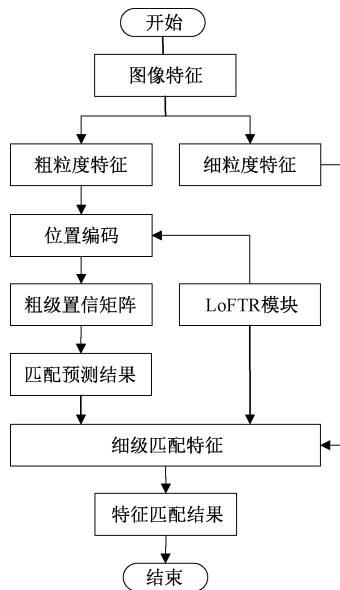 开始
图像特征
粗粒度特征
细粒度特征
位置编码
粗级置信矩阵
LoFTR模块
匹配预测结果
细级匹配特征
特征匹配结果
结束